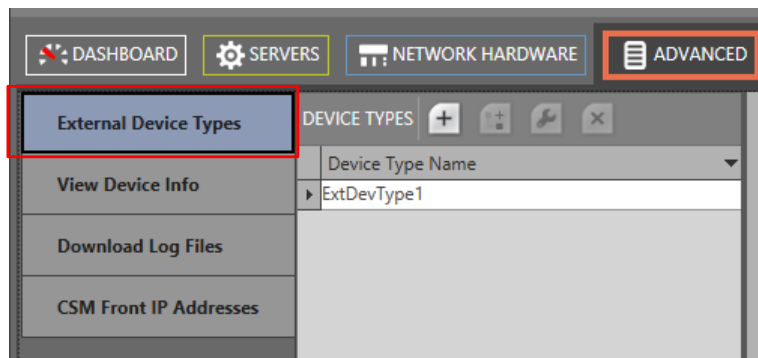 DASHBOARD SERVERS NETWORK HARDWARE ADVANCED
External Device Types
DEVICE TYPES
Device Type Name
View Device Info
ExtDevType1
Download Log Files
CSM Front IP Addresses